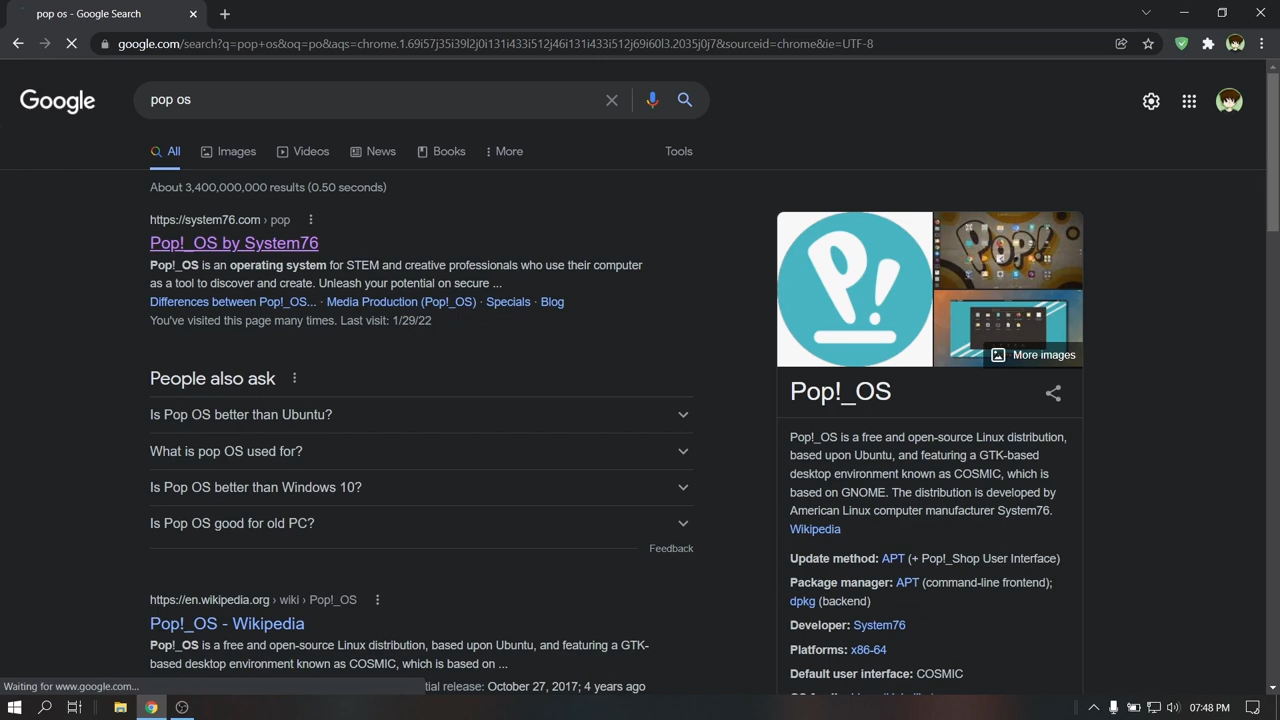 pop os - Google Search
google.com/search?q=pop+os&oq=po&aqs=chrome.1.69i57j35i39l2j0i131i433i512j46i131i433i512j69i60l3.2035j0j7&sourceid=chrome&ie=UTF-8
Google
pop os
All
Images
Videos
News
Books
More
Tools
About 3,400,000,000 results (0.50 seconds)
https://system76.com › pop
Pop!_OS by System76
Pop!_OS is an operating system for STEM and creative professionals who use their computer
as a tool to discover and create. Unleash your potential on secure ...
Differences between Pop!_OS... · Media Production (Pop!_OS) · Specials · Blog
You've visited this page many times. Last visit: 1/29/22
People also ask
Is Pop OS better than Ubuntu?
What is pop OS used for?
Is Pop OS better than Windows 10?
Is Pop OS good for old PC?
Feedback
https://en.wikipedia.org › wiki › Pop!_OS
Pop!_OS - Wikipedia
Pop!_OS is a free and open-source Linux distribution, based upon Ubuntu, and featuring a GTK-
based desktop environment known as COSMIC, which is based on ...
tial release: October 27, 2017; 4 years ago
P!
POP!
More images
Pop!_OS
Pop!_OS is a free and open-source Linux distribution,
based upon Ubuntu, and featuring a GTK-based
desktop environment known as COSMIC, which is
based on GNOME. The distribution is developed by
American Linux computer manufacturer System76.
Wikipedia
Update method: APT (+ Pop!_Shop User Interface)
Package manager: APT (command-line frontend);
dpkg (backend)
Developer: System76
Platforms: x86-64
Default user interface: COSMIC
Waiting for www.google.com...
07:48 PM